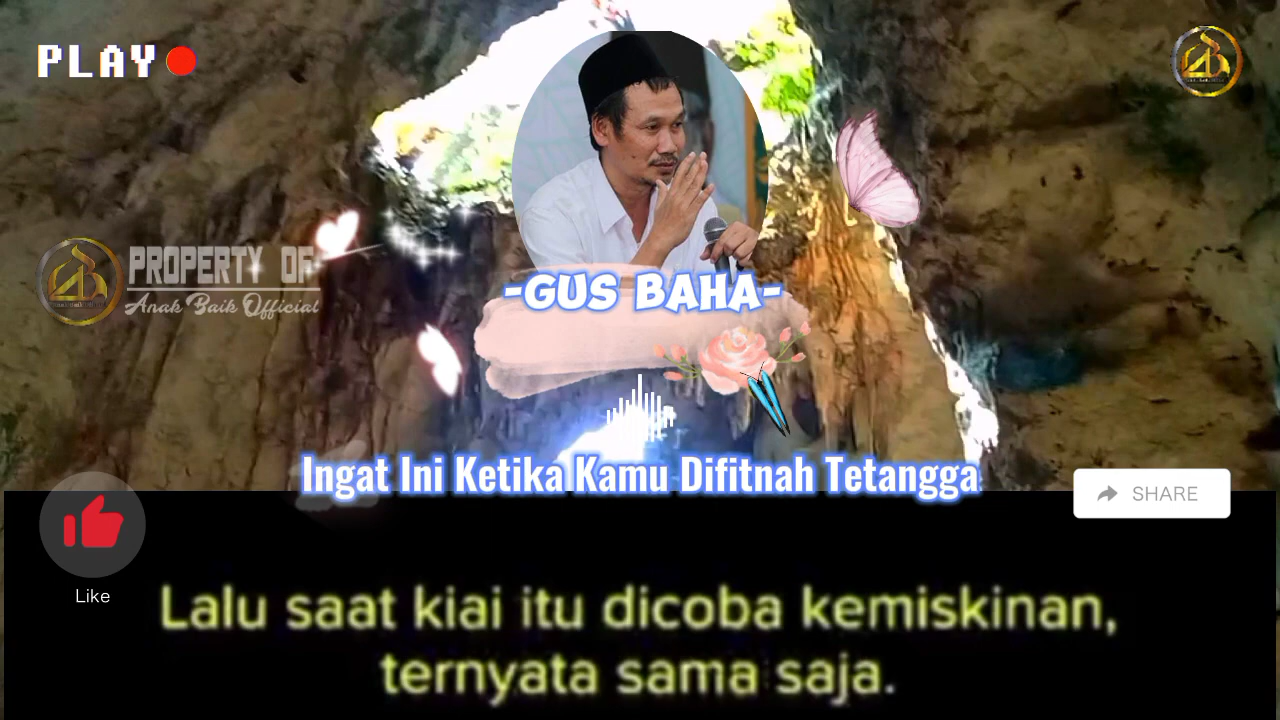 PLAY
PROPERTY OF
Anak Baik Official
-GUS BAHA-
Ingat Ini Ketika Kamu Difitnah Tetangga
SHARE
Like
Lalu saat kiai itu dicoba kemiskinan,
ternyata sama saja.